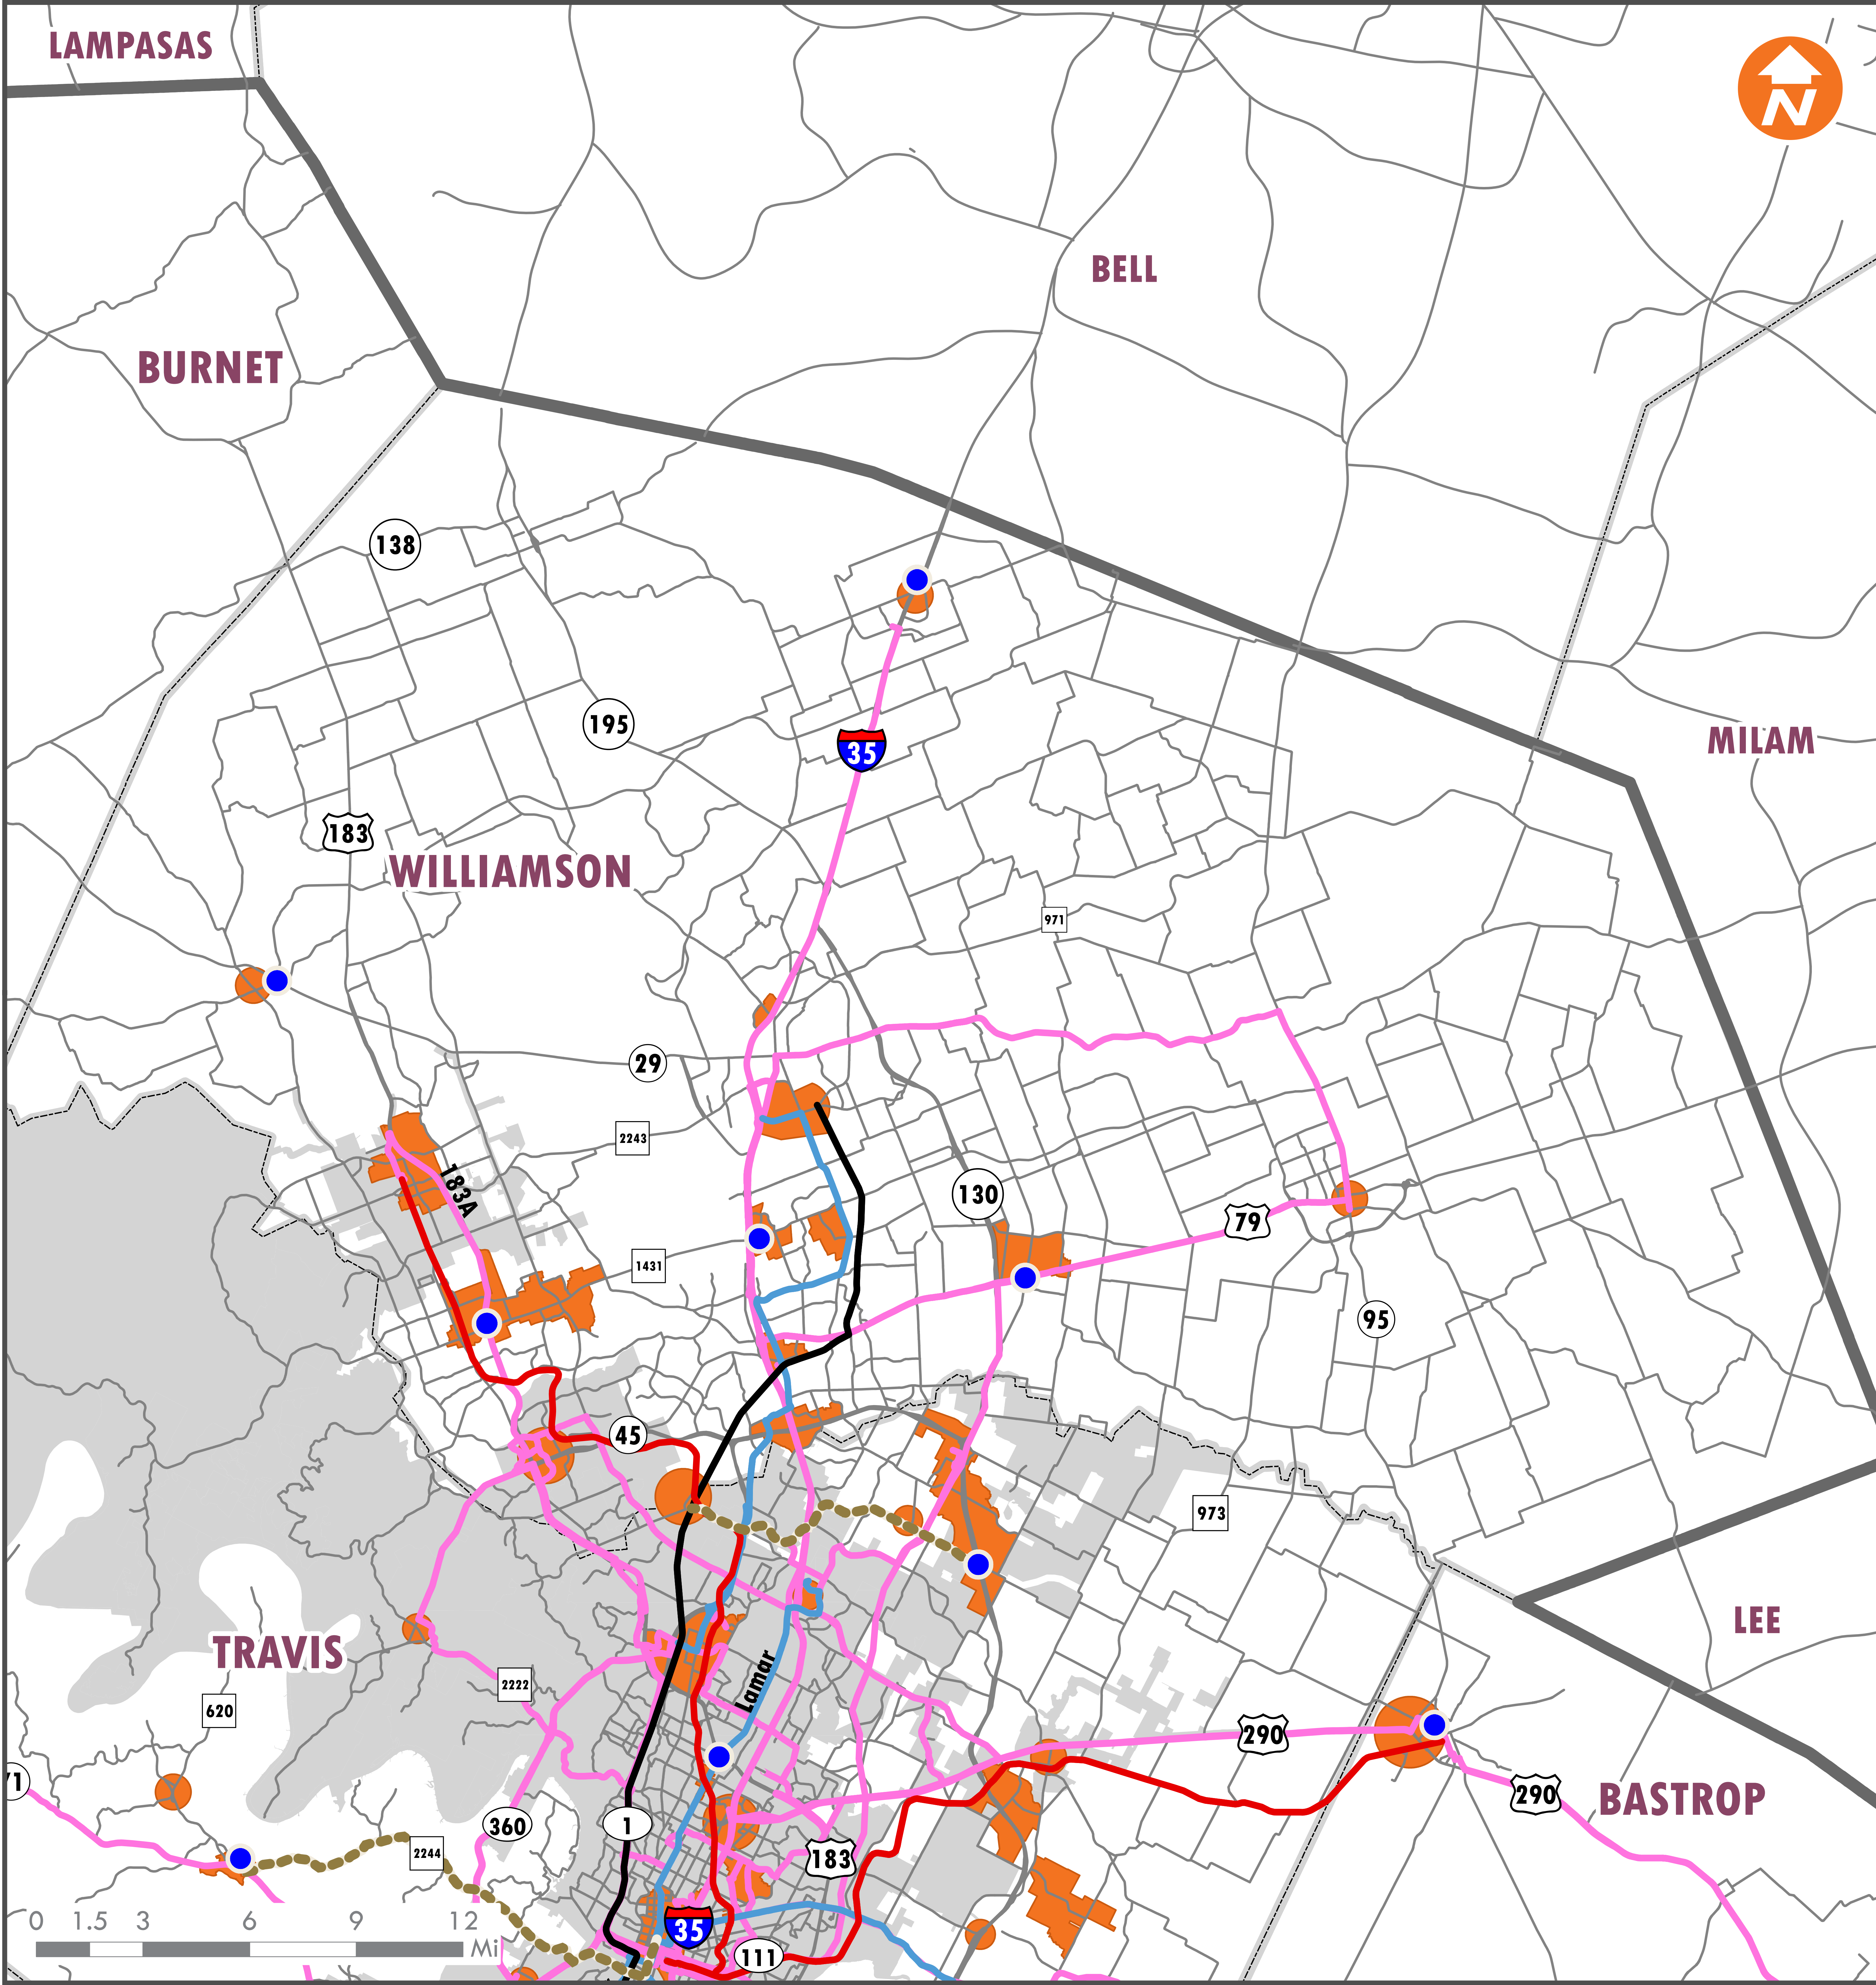 LAMPASAS
N
BELL
BURNET
138
195
35
MILAM
183
WILLIAMSON
971
29
2243
183A
130
79
1431
95
45
973
LEE
TRAVIS
2222
Lamar
620
290
71
290
BASTROP
360
1
2244
183
0 1.5 3 6 9 12
Mi
35
111